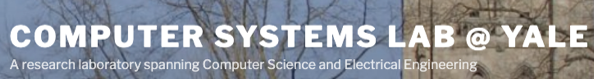 COMPUTER SYSTEMS LAB @ YALE
A research laboratory spanning Computer Science and Electrical Engineering